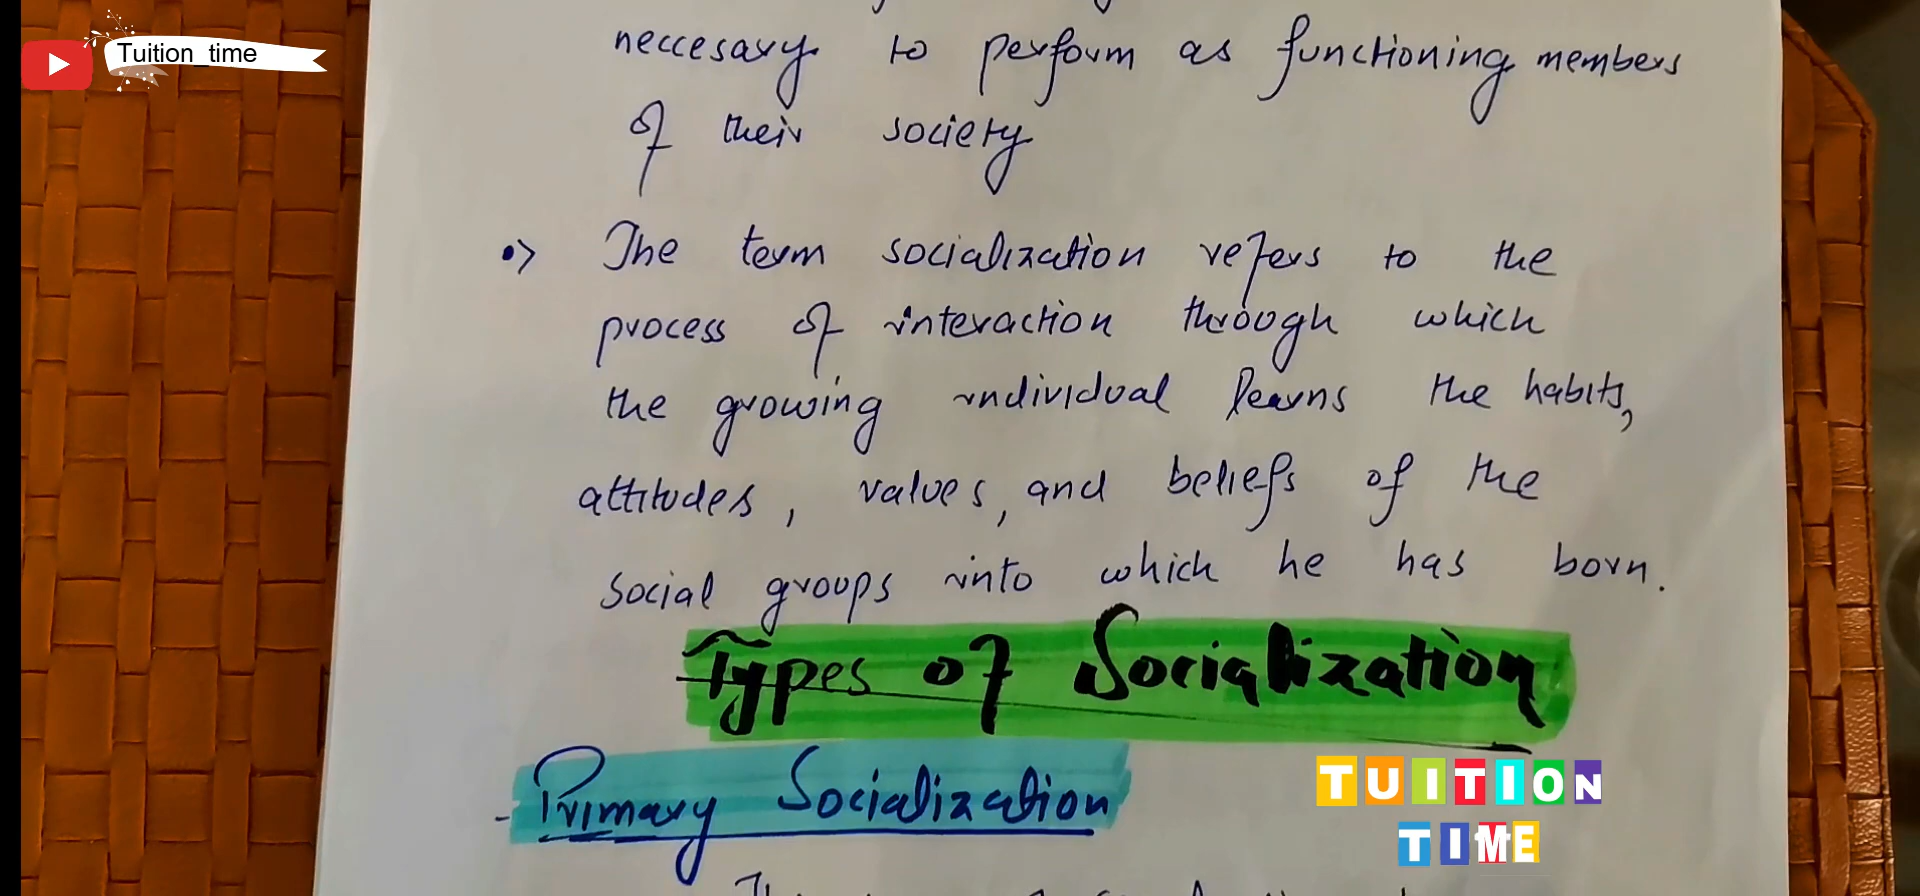 Tuition_time
neccesary to perform as functioning members
of their society
The term socialization refers to the
process of interaction through which
the growing individual learns the habits,
attitudes, values, and beliefs of the
social groups into which he has born.
Types of Socialization
- Primary Socialization
TUITION
TIME